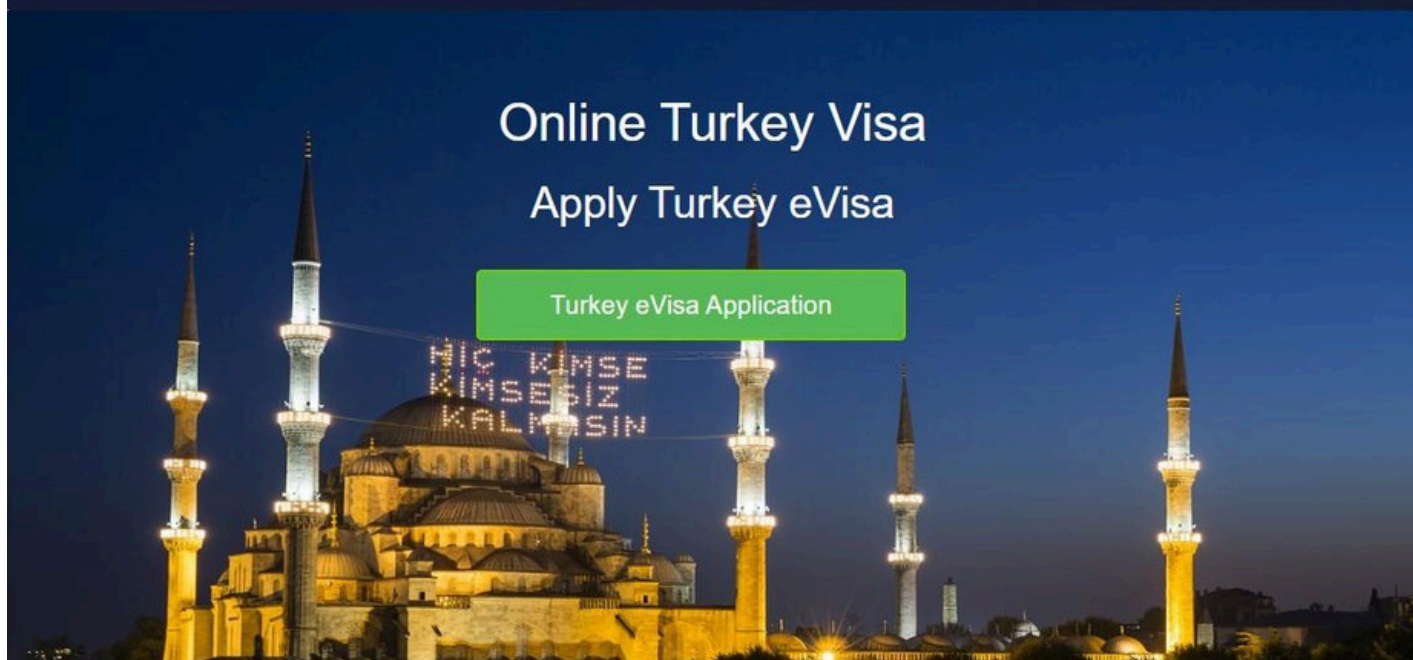 Online Turkey Visa
Apply Turkey eVisa
Turkey eVisa Application
HİÇ KİMSE
KİMSESİZ
KALMASIN